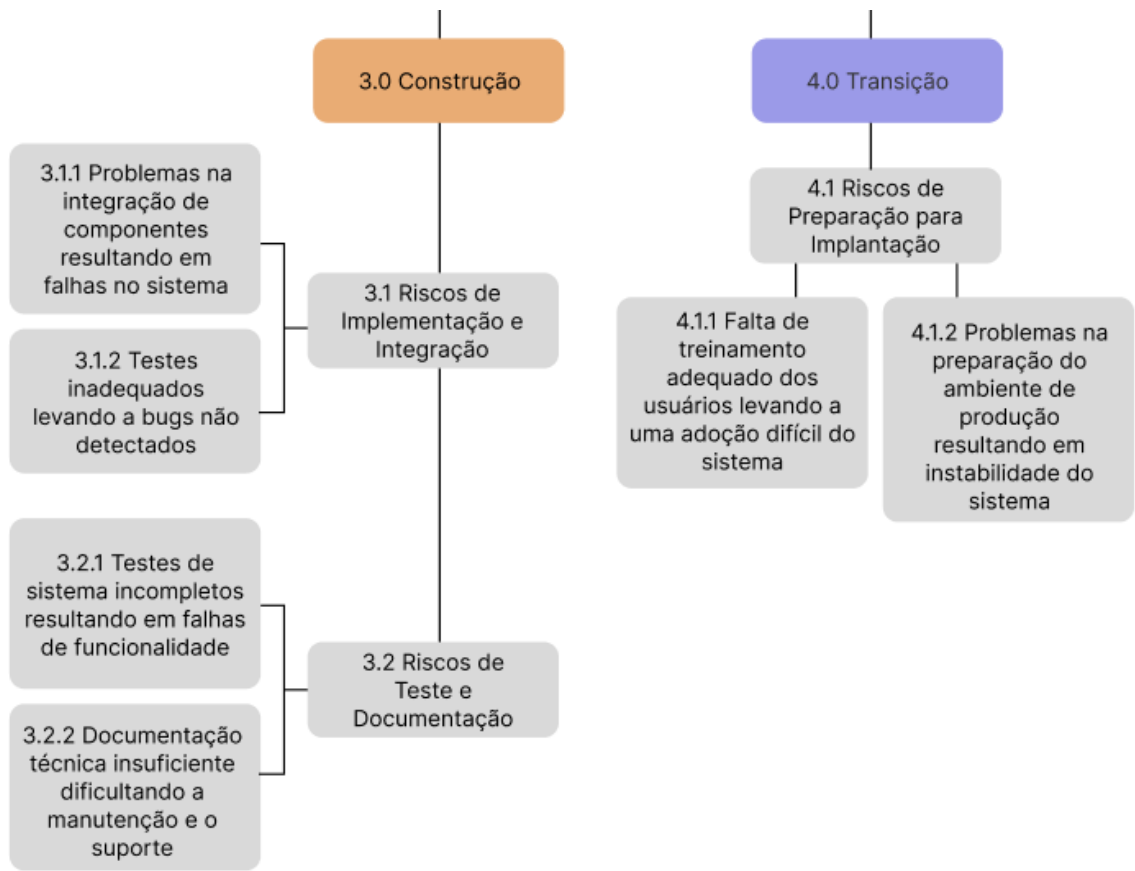 3.0 Construção
3.1.1 Problemas na
integração de
componentes
resultando em
falhas no sistema
3.1 Riscos de
Implementação e
Integração
3.1.2 Testes
inadequados
levando a bugs não
detectados
3.2.1 Testes de
sistema incompletos
resultando em falhas
de funcionalidade
3.2 Riscos de
Teste e
Documentação
3.2.2 Documentação
técnica insuficiente
dificultando a
manutenção e o
suporte
4.0 Transição
4.1 Riscos de
Preparação para
Implantação
4.1.1 Falta de
treinamento
adequado dos
usuários levando a
uma adoção difícil do
sistema
4.1.2 Problemas na
preparação do
ambiente de
produção
resultando em
instabilidade do
sistema